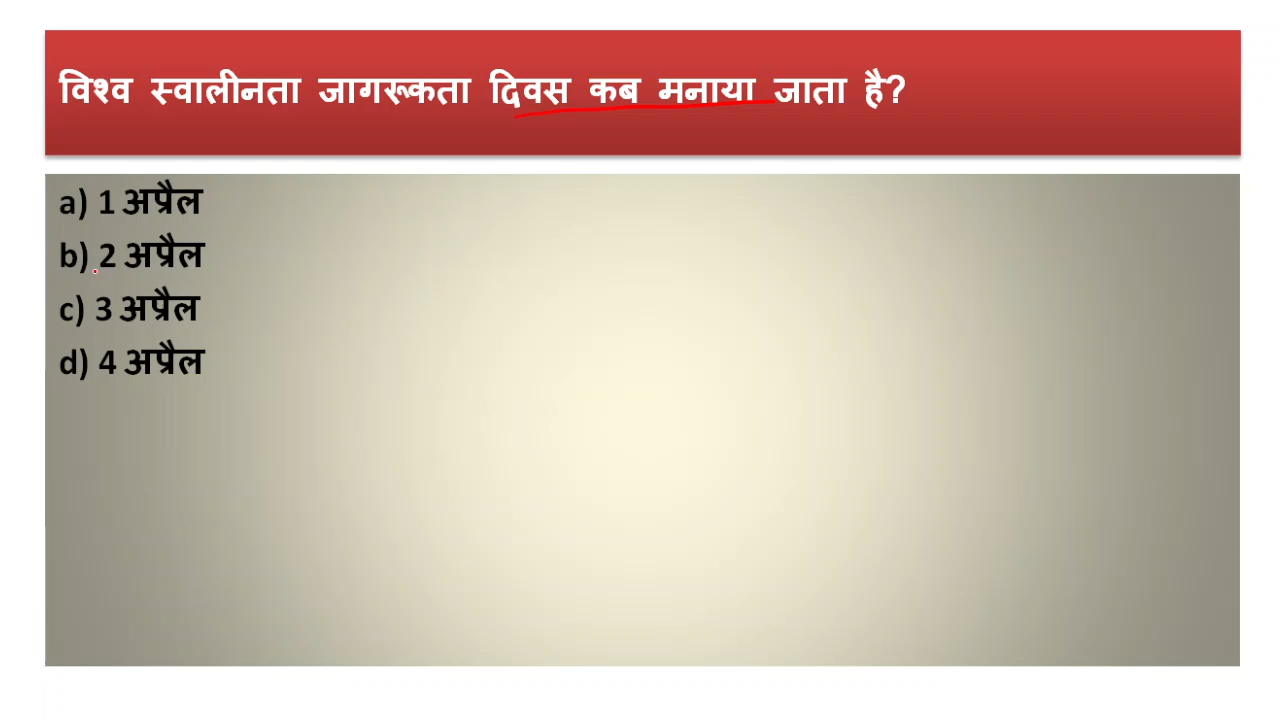 विश्व स्वालीनता जागरूकता दिवस कब मनाया जाता है?
a) 1 अप्रैल
b) 2 अप्रैल
c) 3 अप्रैल
d) 4 अप्रैल